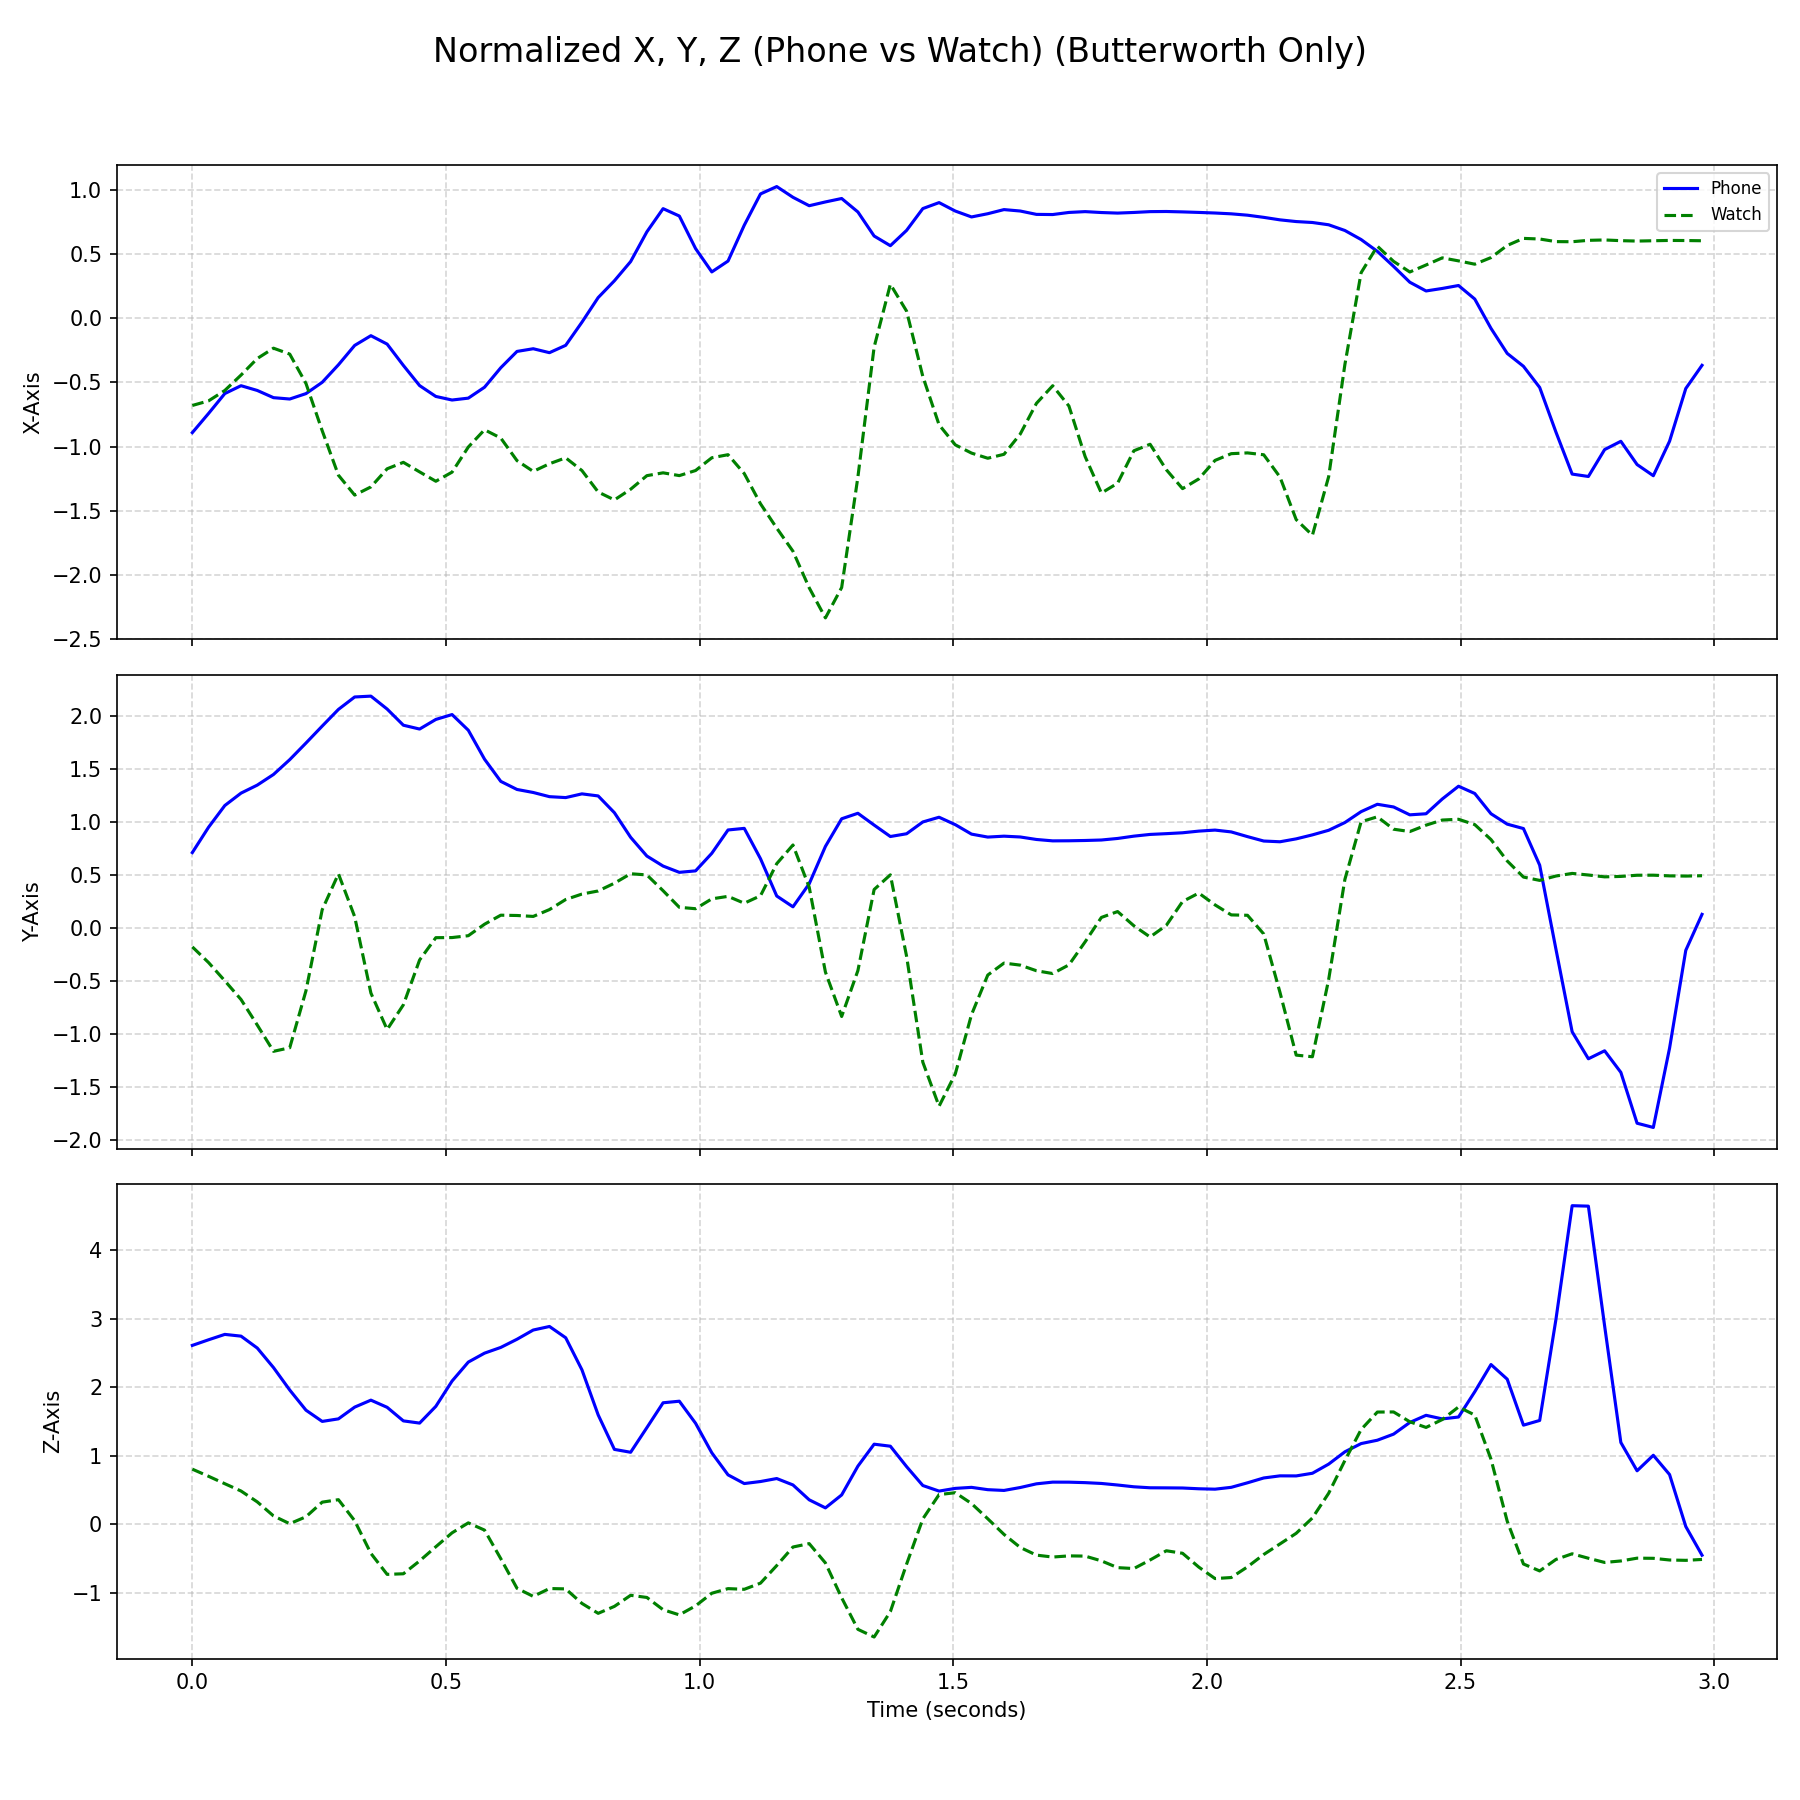 Normalized X, Y, Z (Phone vs Watch) (Butterworth Only)
Phone
Watch
1.0
0.5
0.0
−0.5
−1.0
−1.5
−2.0
−2.5
X-Axis
2.0
1.5
1.0
0.5
0.0
−0.5
−1.0
−1.5
−2.0
Y-Axis
4
3
2
1
0
−1
Z-Axis
0.0 0.5 1.0 1.5 2.0 2.5 3.0
Time (seconds)